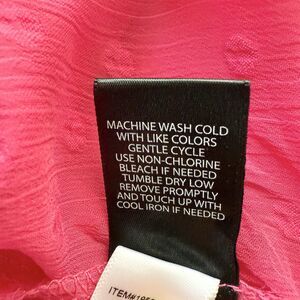 MACHINE WASH COLD
WITH LIKE COLORS
GENTLE CYCLE
USE NON-CHLORINE
BLEACH IF NEEDED
TUMBLE DRY LOW
REMOVE PROMPTLY
AND TOUCH UP WITH
COOL IRON IF NEEDED